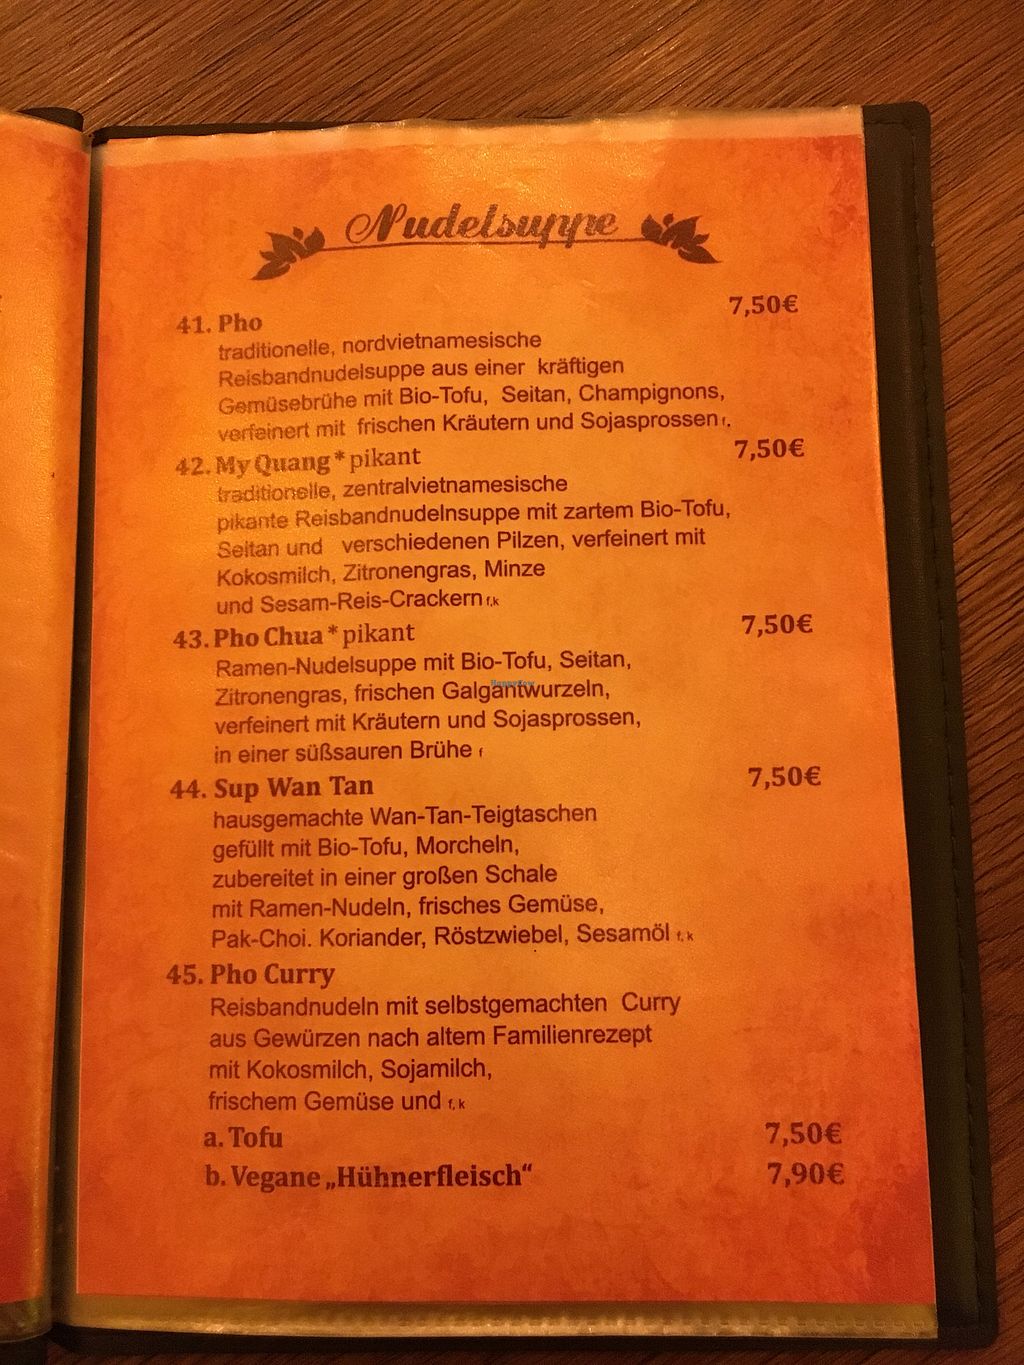 Nudelsuppe
41. Pho 7,50€
traditionelle, nordvietnamesische
Reisbandnudelsuppe aus einer kräftigen
Gemüsebrühe mit Bio-Tofu, Seitan, Champignons,
verfeinert mit frischen Kräutern und Sojasprossen f.
42. My Quang * pikant 7,50€
traditionelle, zentralvietnamesische
pikante Reisbandnudelnsuppe mit zartem Bio-Tofu,
Seitan und verschiedenen Pilzen, verfeinert mit
Kokosmilch, Zitronengras, Minze
und Sesam-Reis-Crackern f,k
43. Pho Chua * pikant 7,50€
Ramen-Nudelsuppe mit Bio-Tofu, Seitan,
Zitronengras, frischen Galgantwurzeln,
verfeinert mit Kräutern und Sojasprossen,
in einer süßsauren Brühe f
44. Sup Wan Tan 7,50€
hausgemachte Wan-Tan-Teigtaschen
gefüllt mit Bio-Tofu, Morcheln,
zubereitet in einer großen Schale
mit Ramen-Nudeln, frisches Gemüse,
Pak-Choi. Koriander, Röstzwiebel, Sesamöl f, k
45. Pho Curry
Reisbandnudeln mit selbstgemachten Curry
aus Gewürzen nach altem Familienrezept
mit Kokosmilch, Sojamilch,
frischem Gemüse und f, k
a. Tofu 7,50€
b. Vegane „Hühnerfleisch“ 7,90€
HappyCow